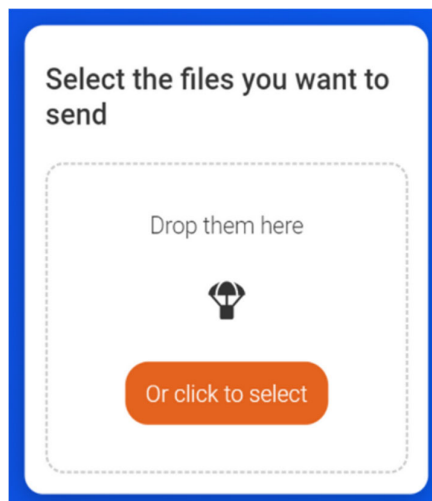 Select the files you want to
send
Drop them here
Or click to select